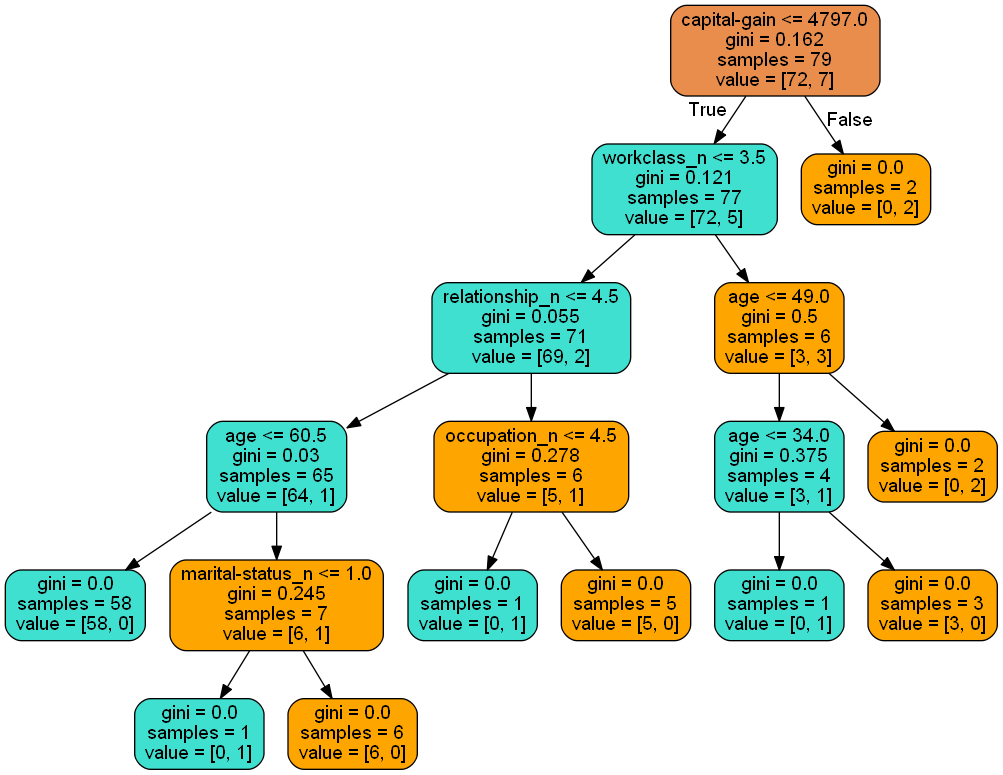 capital-gain <= 4797.0
gini = 0.162
samples = 79
value = [72, 7]
True
False
workclass_n <= 3.5
gini = 0.121
samples = 77
value = [72, 5]
gini = 0.0
samples = 2
value = [0, 2]
relationship_n <= 4.5
gini = 0.055
samples = 71
value = [69, 2]
age <= 49.0
gini = 0.5
samples = 6
value = [3, 3]
age <= 60.5
gini = 0.03
samples = 65
value = [64, 1]
occupation_n <= 4.5
gini = 0.278
samples = 6
value = [5, 1]
age <= 34.0
gini = 0.375
samples = 4
value = [3, 1]
gini = 0.0
samples = 2
value = [0, 2]
gini = 0.0
samples = 58
value = [58, 0]
marital-status_n <= 1.0
gini = 0.245
samples = 7
value = [6, 1]
gini = 0.0
samples = 1
value = [0, 1]
gini = 0.0
samples = 5
value = [5, 0]
gini = 0.0
samples = 1
value = [0, 1]
gini = 0.0
samples = 3
value = [3, 0]
gini = 0.0
samples = 1
value = [0, 1]
gini = 0.0
samples = 6
value = [6, 0]